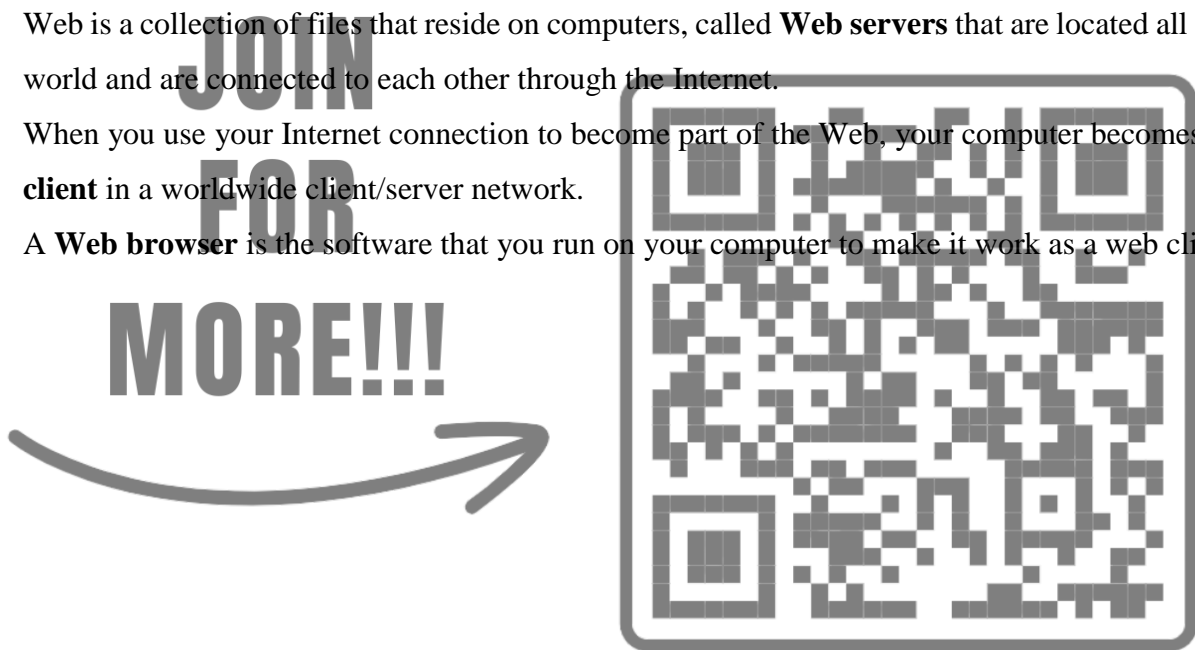 Web is a collection of files that reside on computers, called Web servers that are located all
world and are connected to each other through the Internet.
When you use your Internet connection to become part of the Web, your computer becomes
client in a worldwide client/server network.
A Web browser is the software that you run on your computer to make it work as a web cli
JOIN
FOR
MORE!!!